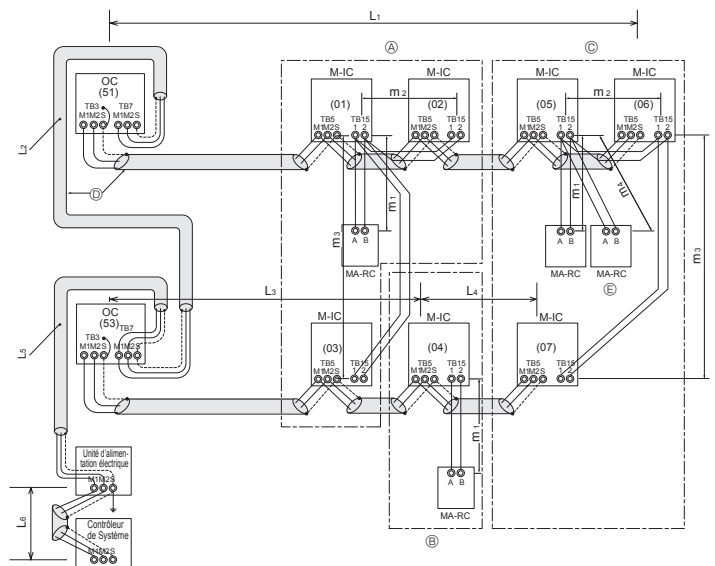 L1
Ⓐ
Ⓒ
OC
(51)
TB3
TB7
M1M2S
M1M2S
L2
Ⓓ
M-IC
(01)
TB5
M1M2S
TB15
1 2
m2
M-IC
(02)
TB5
M1M2S
TB15
1 2
M-IC
(05)
TB5
M1M2S
TB15
1 2
m2
M-IC
(06)
TB5
M1M2S
TB15
1 2
m1
m3
A B
MA-RC
m1
m4
A B
MA-RC
A B
MA-RC
Ⓔ
m3
L3
L4
L5
OC
(53)
TB3
TB7
M1M2S
M1M2S
M-IC
(03)
TB5
M1M2S
TB15
1 2
M-IC
(04)
TB5
M1M2S
TB15
1 2
M-IC
(07)
TB5
M1M2S
TB15
1 2
m1
A B
MA-RC
Ⓑ
Unité d'alimen-
tation électrique
M1M2S
L6
Contrôleur
de Système
M1M2S